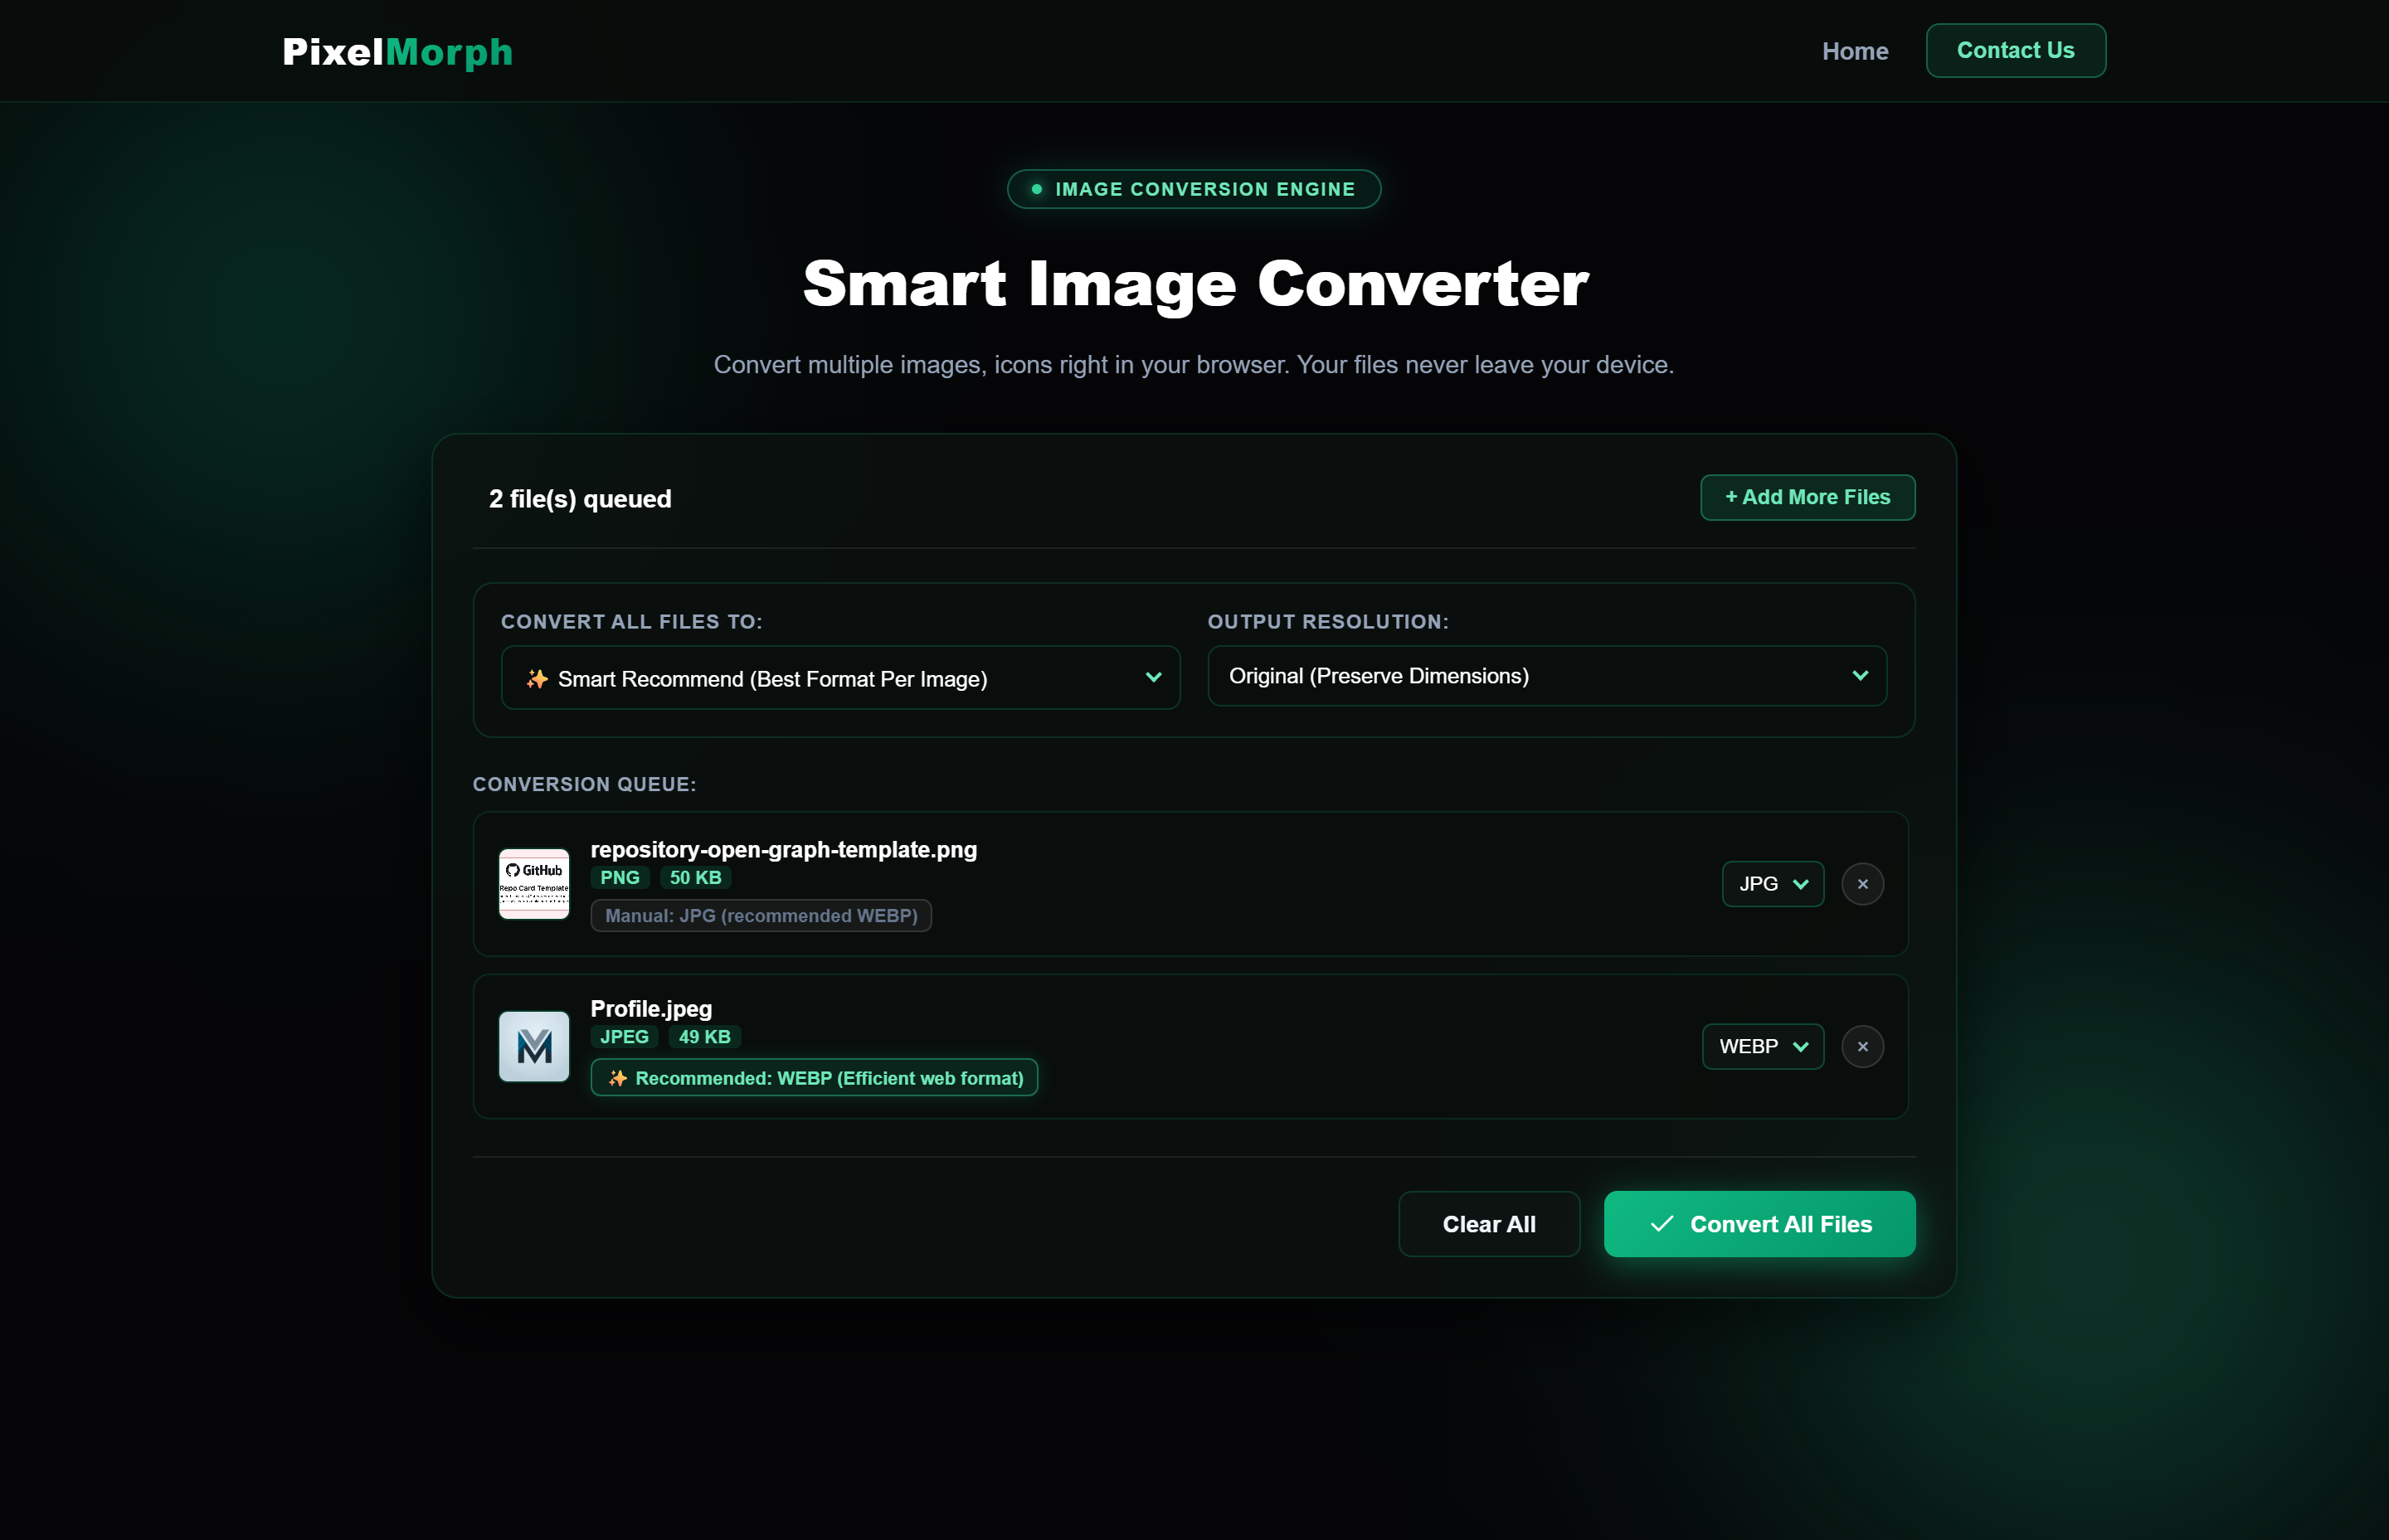 PixelMorph
Home
Contact Us
IMAGE CONVERSION ENGINE
Smart Image Converter
Convert multiple images, icons right in your browser. Your files never leave your device.
2 file(s) queued
+ Add More Files
CONVERT ALL FILES TO:
OUTPUT RESOLUTION:
✨ Smart Recommend (Best Format Per Image)
Original (Preserve Dimensions)
CONVERSION QUEUE:
GitHub
Repo Card Template
repository-open-graph-template.png
PNG 50 KB
Manual: JPG (recommended WEBP)
JPG
×
Profile.jpeg
JPEG 49 KB
✨ Recommended: WEBP (Efficient web format)
WEBP
×
Clear All
✓ Convert All Files